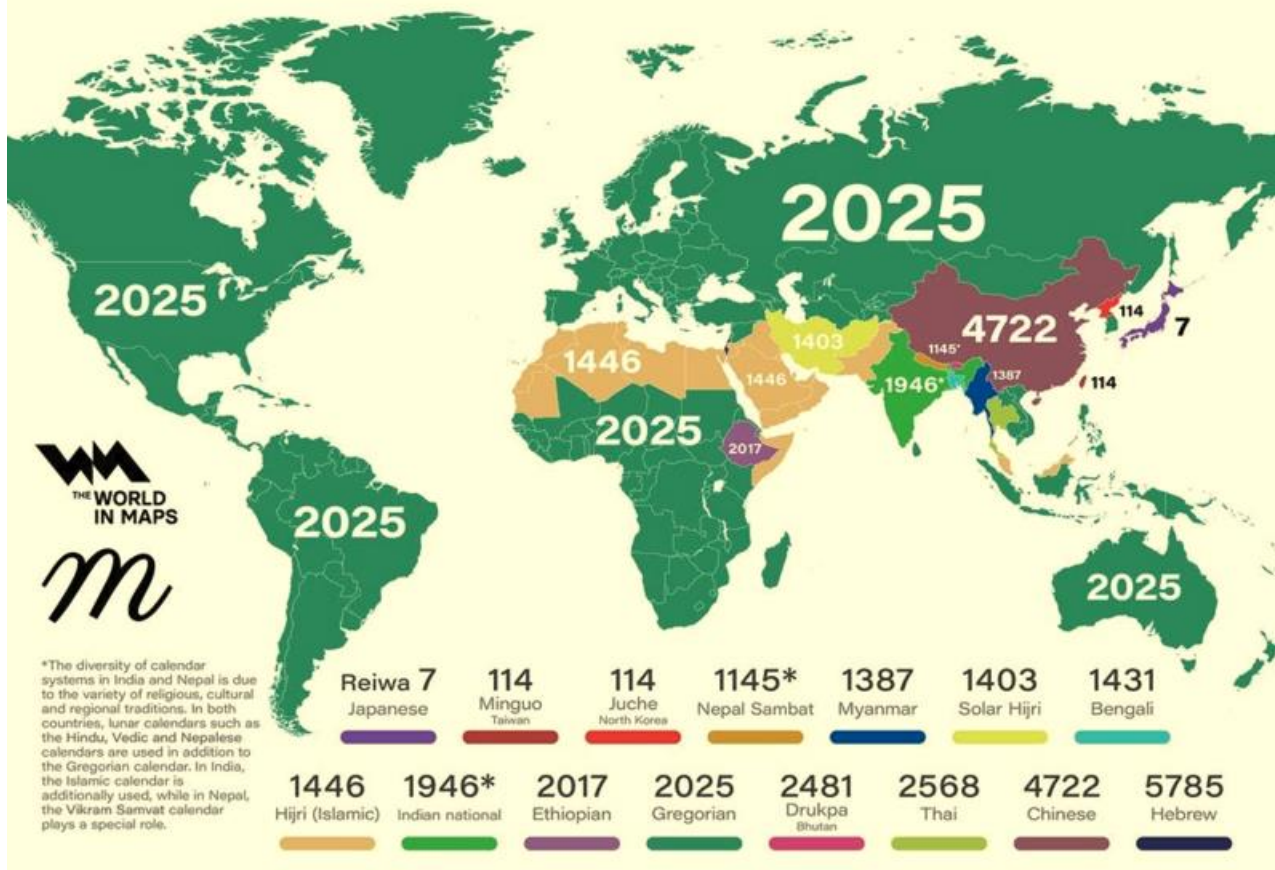 2025
2025
4722
114
7
1403
1446
1446
1145*
1387
1946*
114
2025
2017
2025
2025
WM
THE WORLD
IN MAPS
m
*The diversity of calendar
systems in India and Nepal is due
to the variety of religious, cultural
and regional traditions. In both
countries, lunar calendars such as
the Hindu, Vedic and Nepalese
calendars are used in addition to
the Gregorian calendar. In India,
the Islamic calendar is
additionally used, while in Nepal,
the Vikram Samvat calendar
plays a special role.
Reiwa 7
Japanese
114
Minguo
Taiwan
114
Juche
North Korea
1145*
Nepal Sambat
1387
Myanmar
1403
Solar Hijri
1431
Bengali
1446
Hijri (Islamic)
1946*
Indian national
2017
Ethiopian
2025
Gregorian
2481
Drukpa
Bhutan
2568
Thai
4722
Chinese
5785
Hebrew